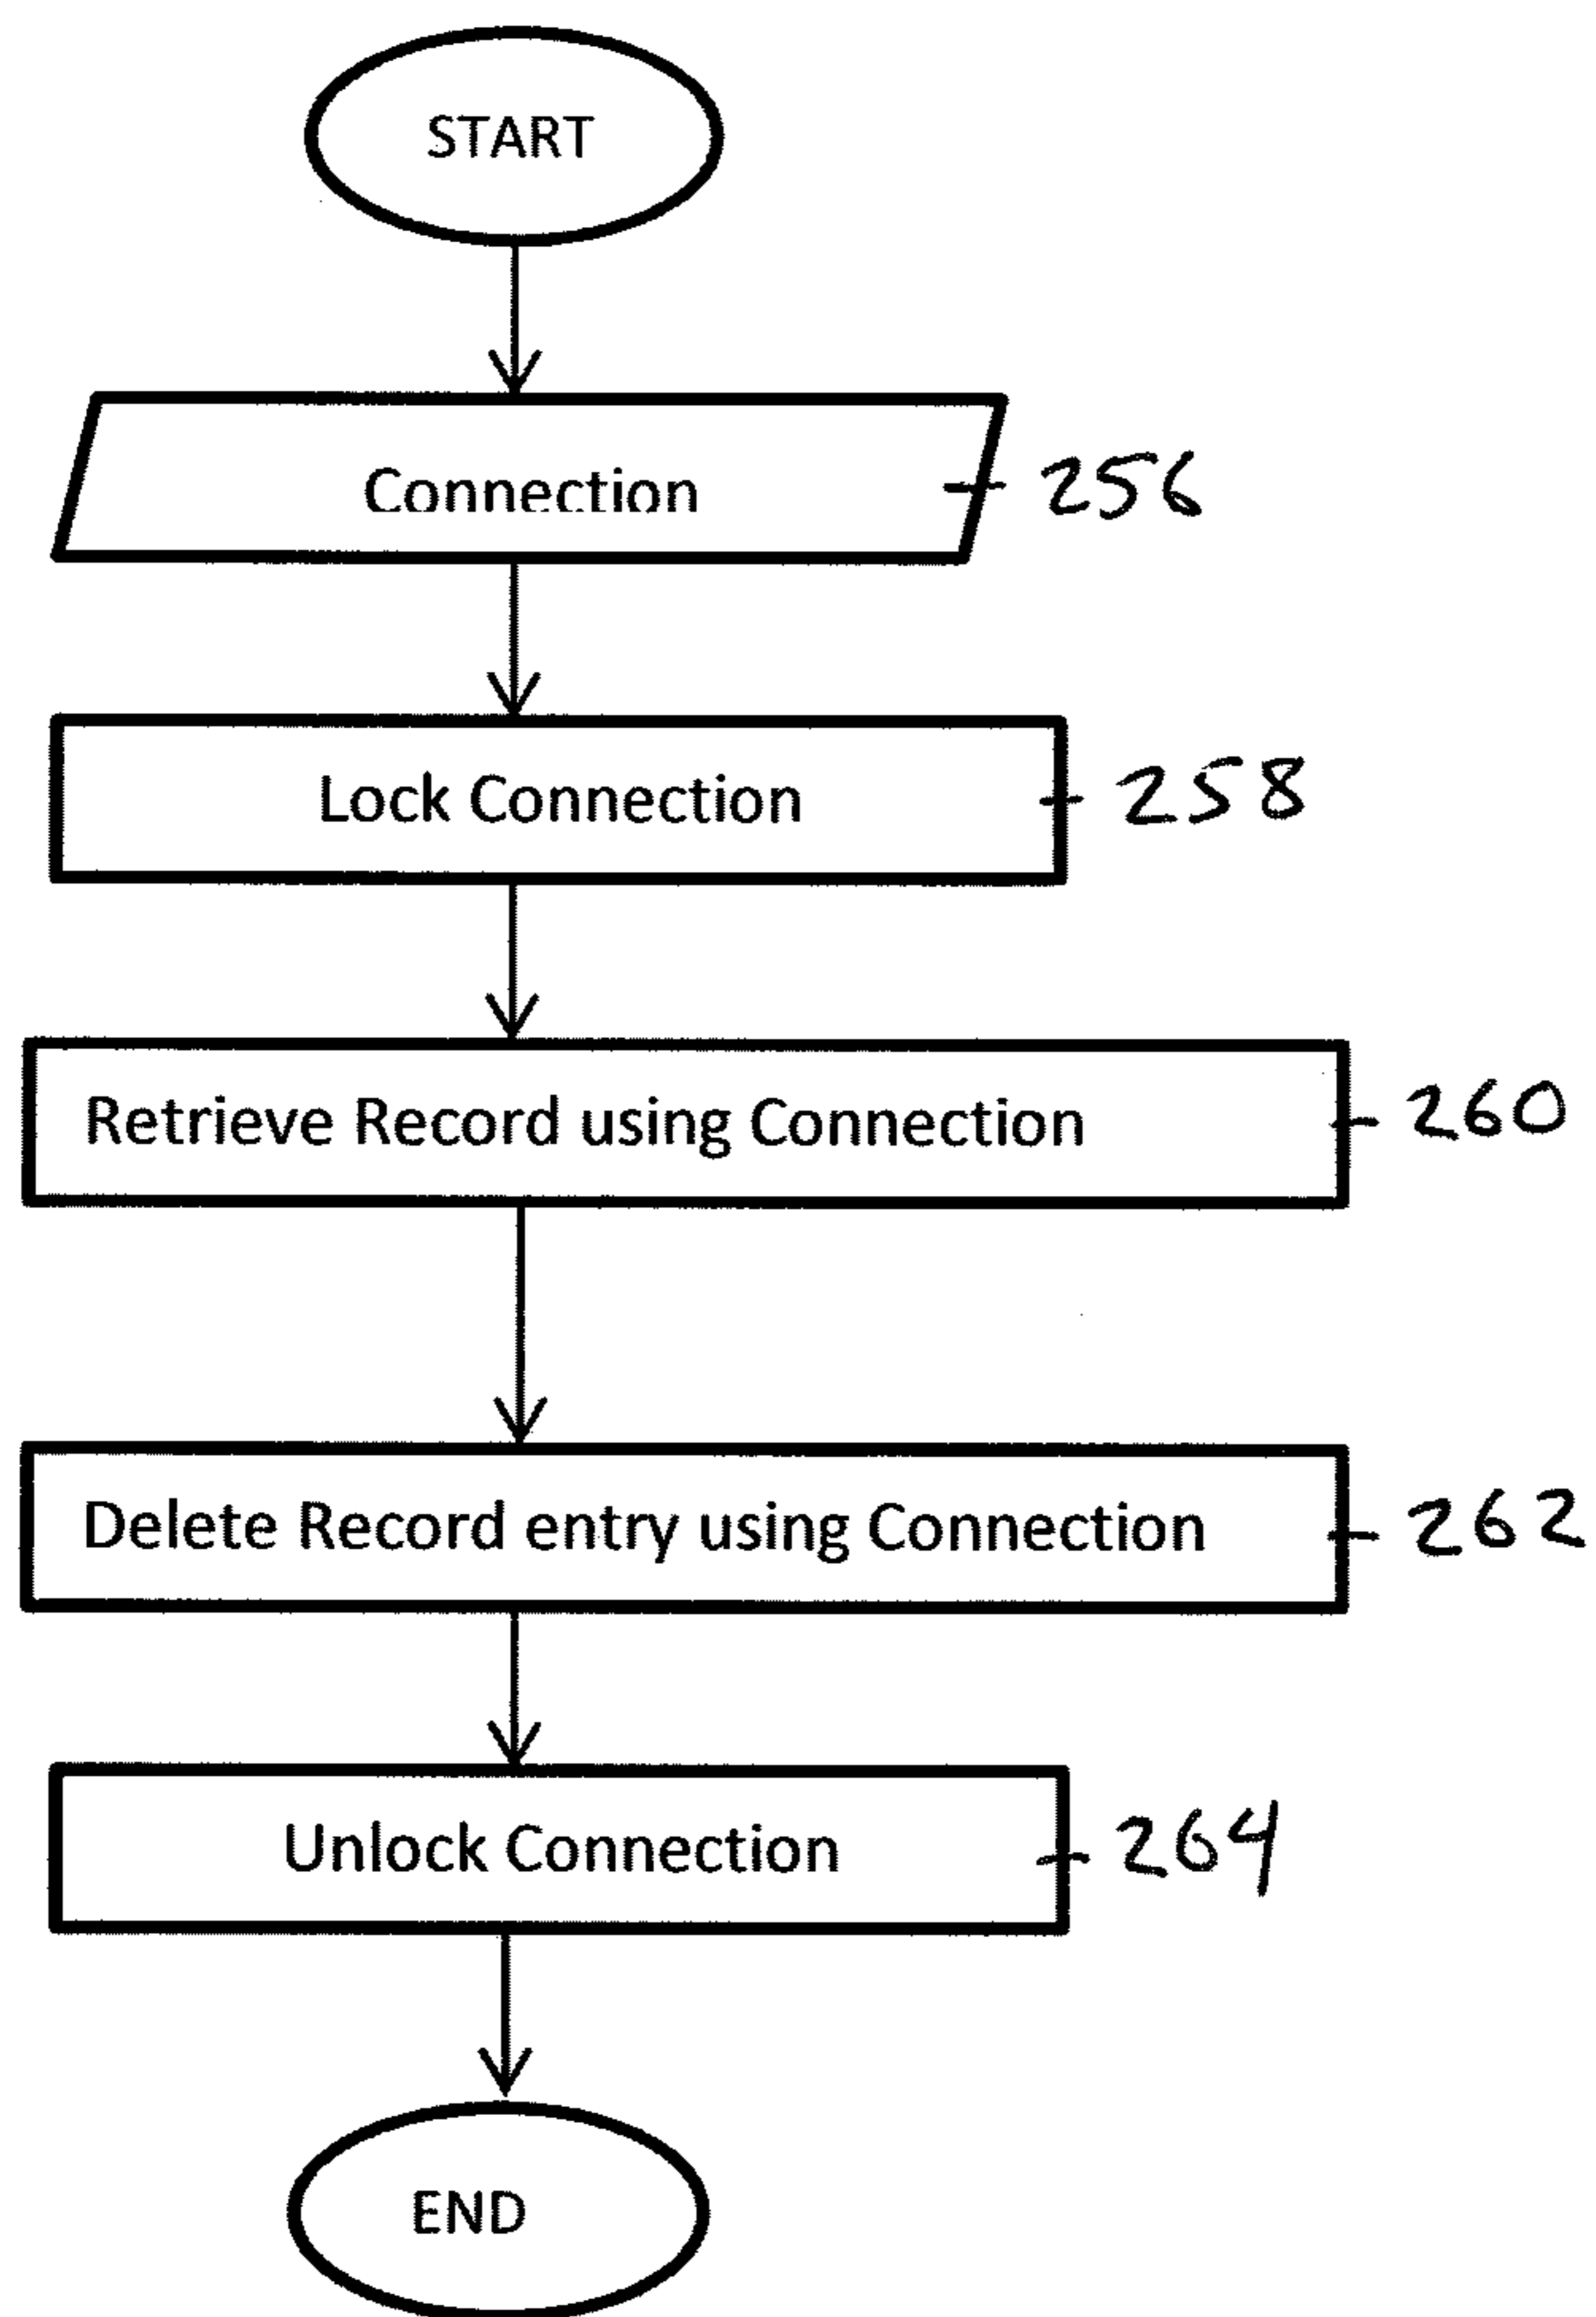 START
Connection 256
Lock Connection 258
Retrieve Record using Connection 260
Delete Record entry using Connection 262
Unlock Connection 264
END